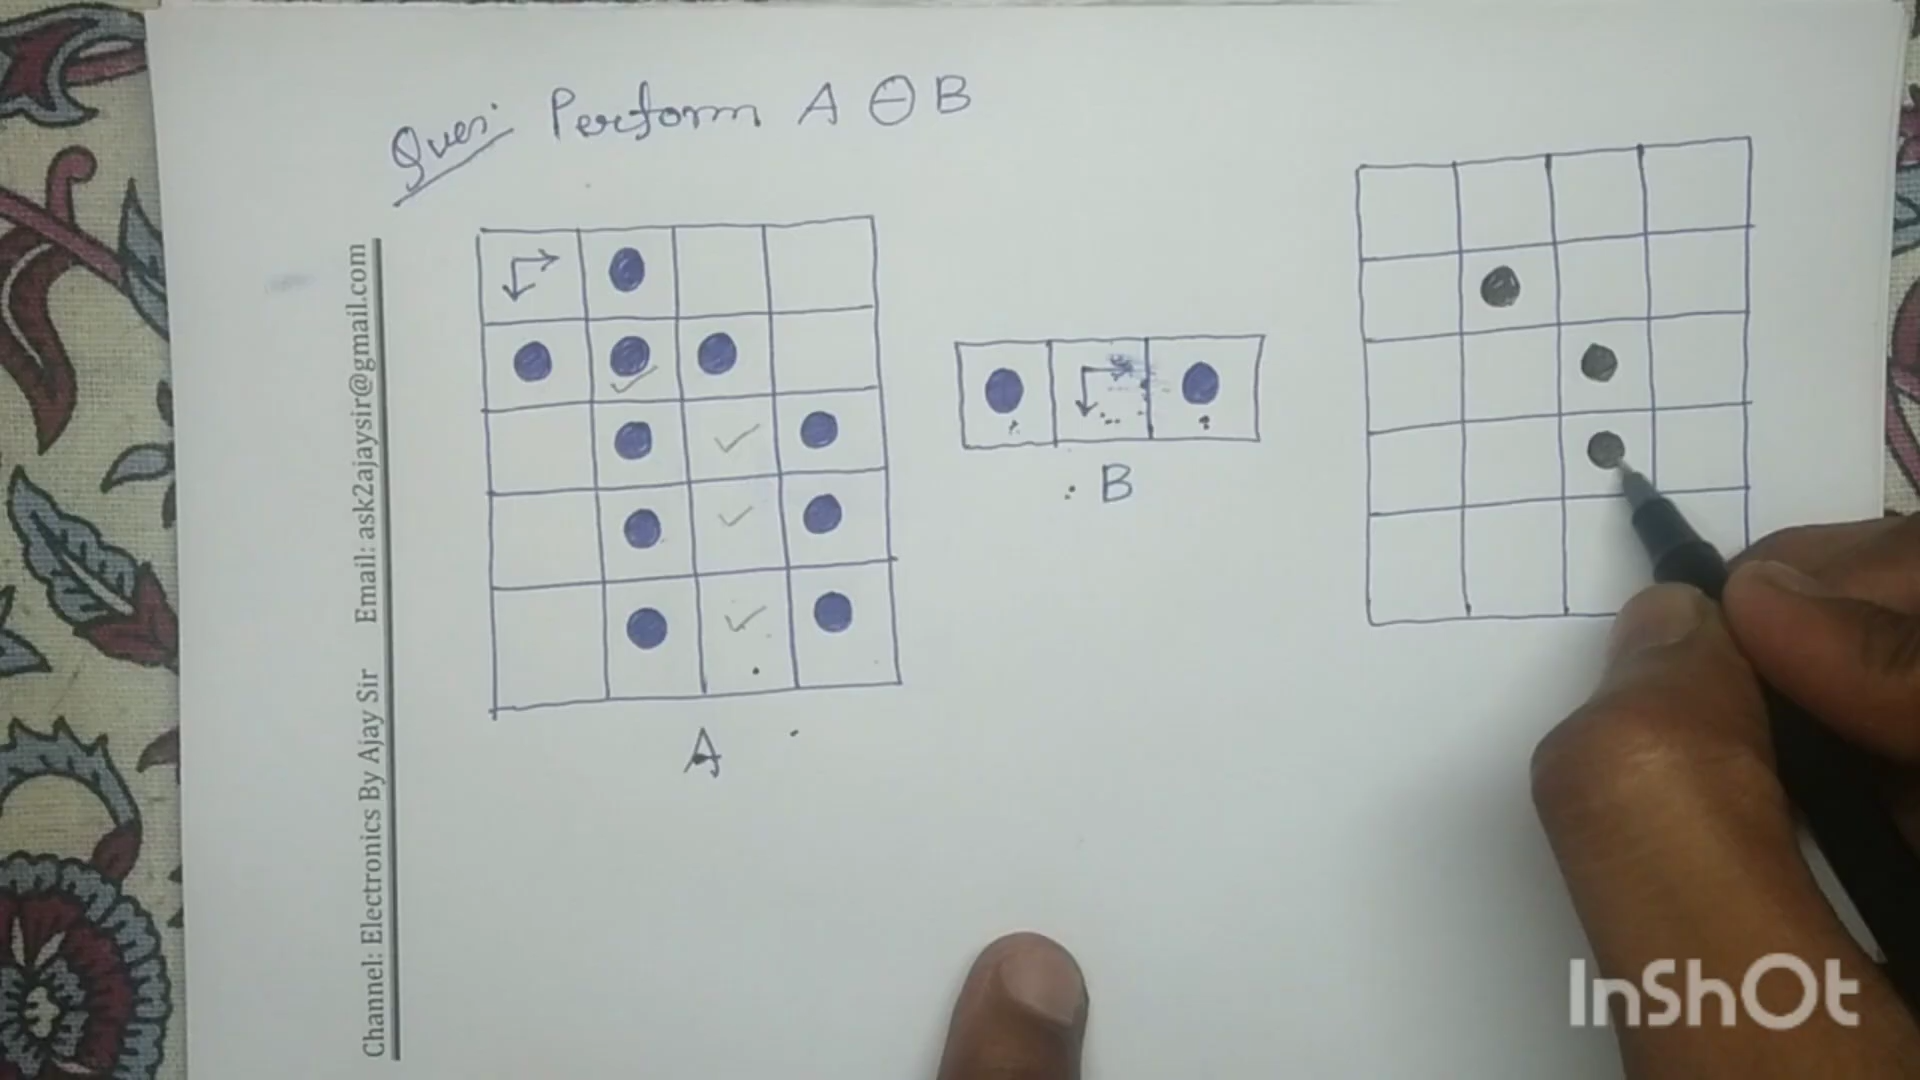 Ques. Perform A ⊖ B
Channel: Electronics By Ajay Sir Email: ask2ajaysir@gmail.com
B
A
InShOt